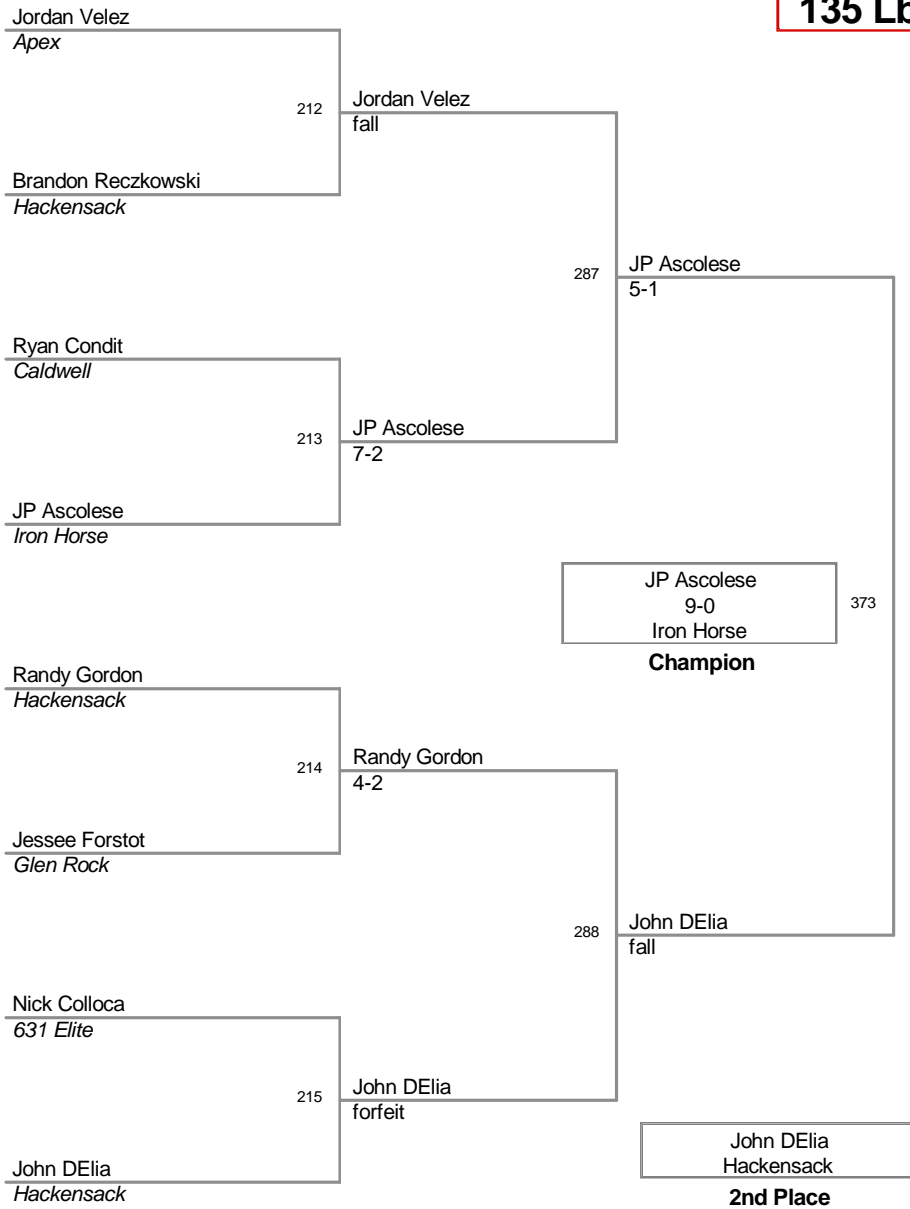 135 Lb
Jordan Velez
Apex
212
Jordan Velez
fall
Brandon Reczkowski
Hackensack
287
JP Ascolese
5-1
Ryan Condit
Caldwell
213
JP Ascolese
7-2
JP Ascolese
Iron Horse
JP Ascolese
9-0
Iron Horse
373
Champion
Randy Gordon
Hackensack
214
Randy Gordon
4-2
Jessee Forstot
Glen Rock
288
John DElia
fall
Nick Colloca
631 Elite
215
John DElia
forfeit
John DElia
Hackensack
John DElia
Hackensack
2nd Place